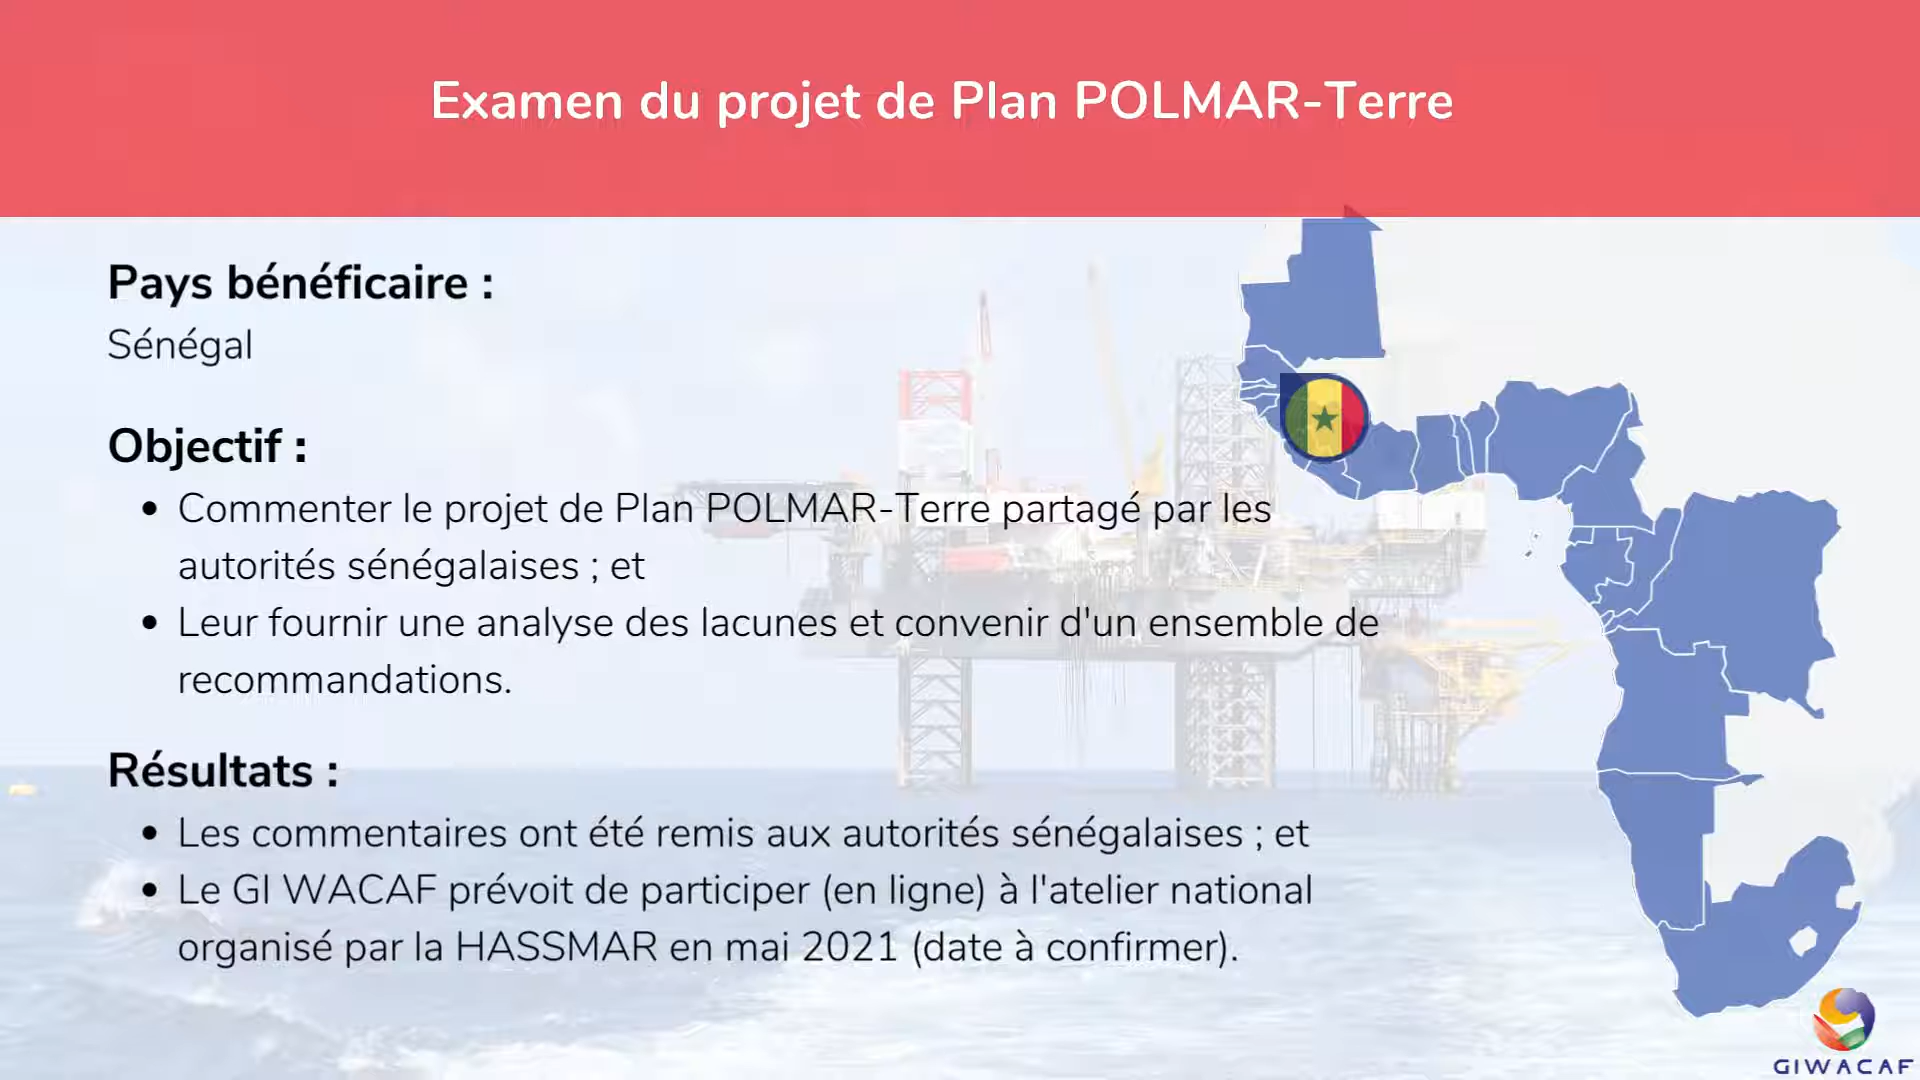 Examen du projet de Plan POLMAR-Terre
Pays bénéficaire :
Sénégal
Objectif :
• Commenter le projet de Plan POLMAR-Terre partagé par les
autorités sénégalaises ; et
• Leur fournir une analyse des lacunes et convenir d'un ensemble de
recommandations.
Résultats :
• Les commentaires ont été remis aux autorités sénégalaises ; et
• Le GI WACAF prévoit de participer (en ligne) à l'atelier national
organisé par la HASSMAR en mai 2021 (date à confirmer).
GIWACAF